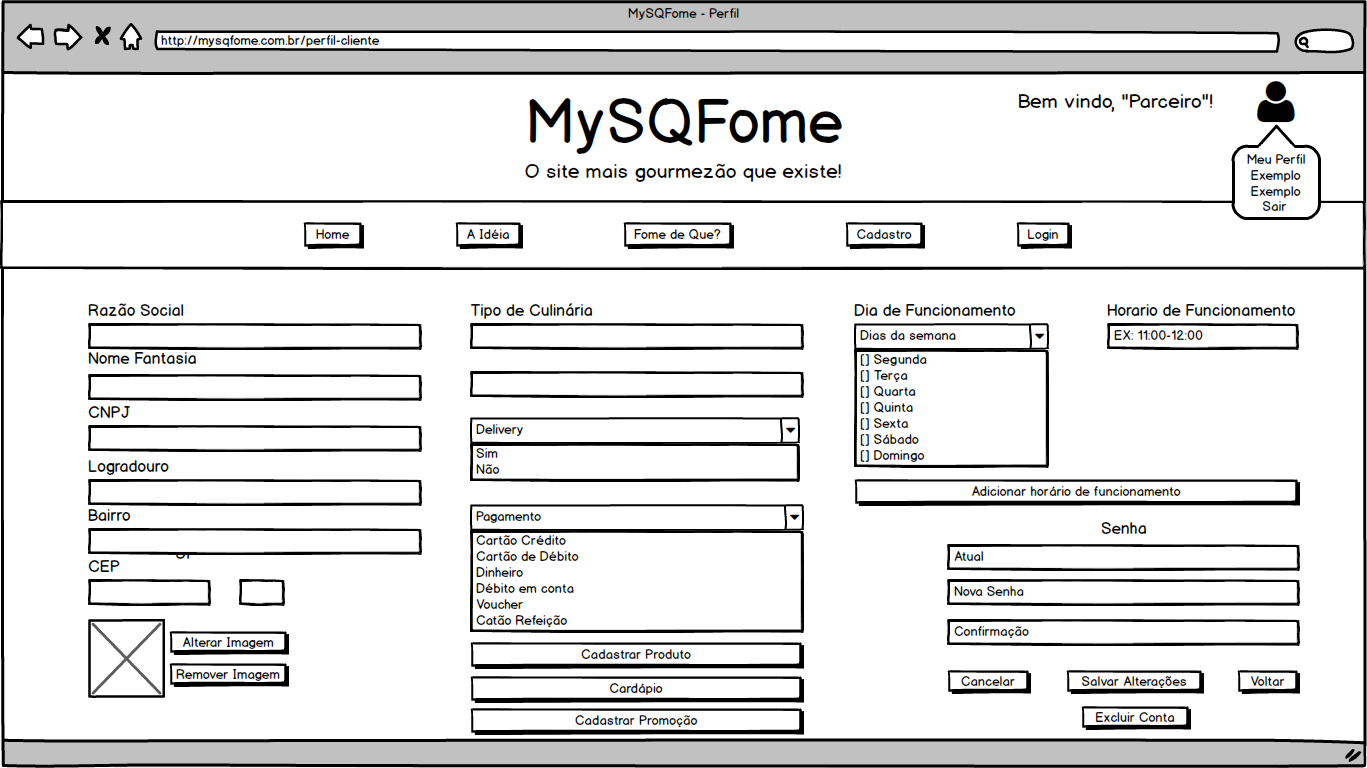 MySQFome - Perfil
http://mysqfome.com.br/perfil-cliente
Bem vindo, "Parceiro"!
MySQFome
O site mais gourmezão que existe!
Meu Perfil
Exemplo
Exemplo
Sair
Home
A Idéia
Fome de Que?
Cadastro
Login
Razão Social
Nome Fantasia
CNPJ
Logradouro
Bairro
CEP
Alterar Imagem
Remover Imagem
Tipo de Culinária
Delivery
Sim
Não
Pagamento
Cartão Crédito
Cartão de Débito
Dinheiro
Débito em conta
Voucher
Catão Refeição
Cadastrar Produto
Cardápio
Cadastrar Promoção
Dia de Funcionamento
Dias da semana
[] Segunda
[] Terça
[] Quarta
[] Quinta
[] Sexta
[] Sábado
[] Domingo
Horario de Funcionamento
EX: 11:00-12:00
Adicionar horário de funcionamento
Senha
Atual
Nova Senha
Confirmação
Cancelar
Salvar Alterações
Voltar
Excluir Conta